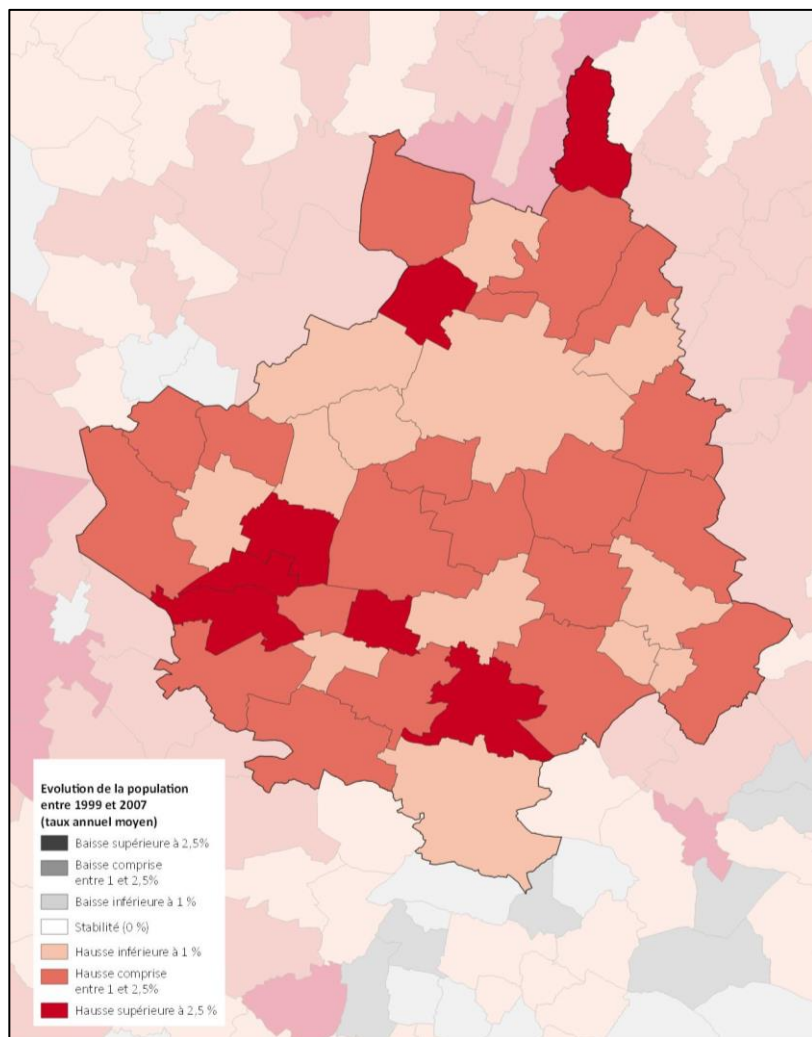 Evolution de la population
entre 1999 et 2007
(taux annuel moyen)
Baisse supérieure à 2,5%
Baisse comprise
entre 1 et 2,5%
Baisse inférieure à 1 %
Stabilité (0 %)
Hausse inférieure à 1 %
Hausse comprise
entre 1 et 2,5%
Hausse supérieure à 2,5 %